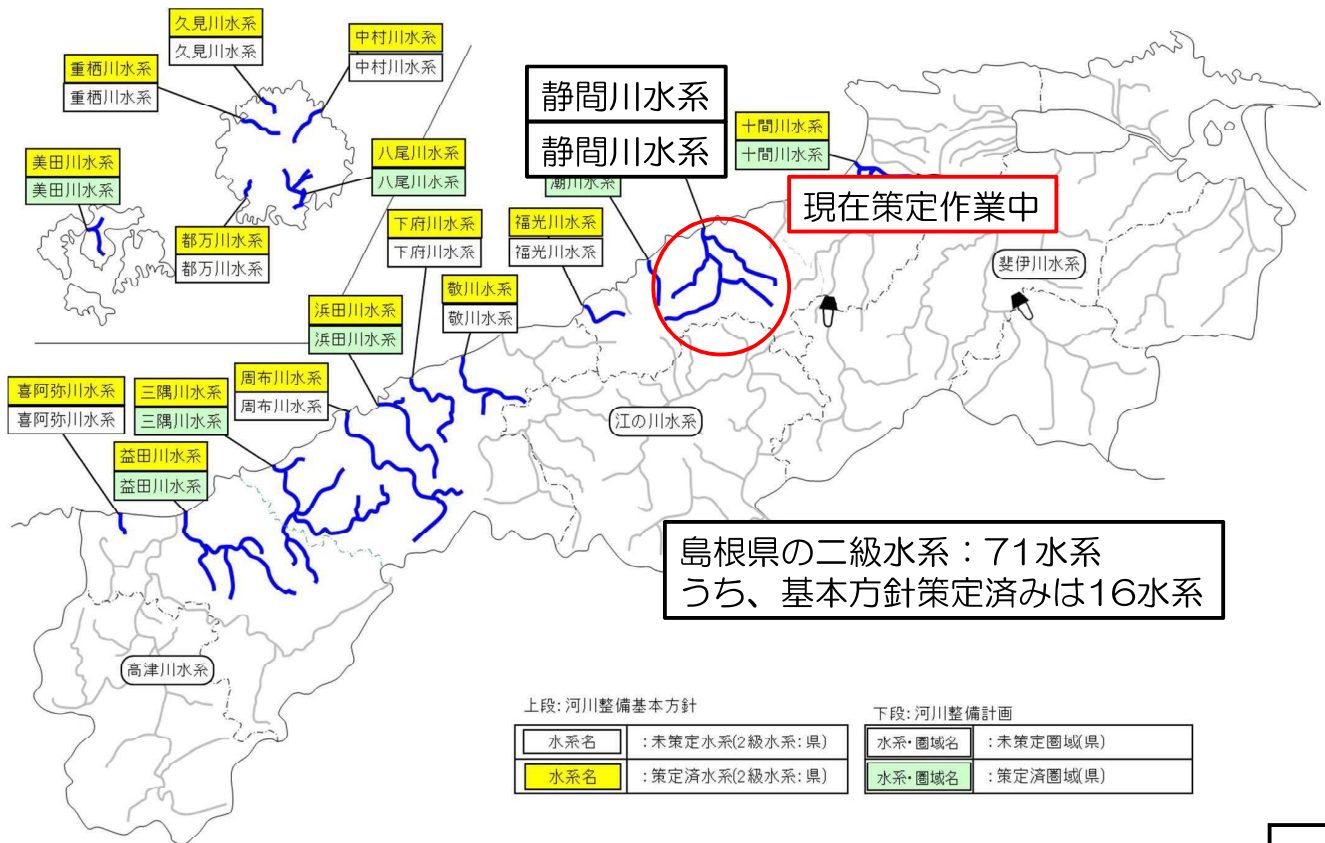 久見川水系
久見川水系
中村川水系
中村川水系
重栖川水系
重栖川水系
静間川水系
静間川水系
十間川水系
十間川水系
八尾川水系
八尾川水系
美田川水系
美田川水系
潮川水系
現在策定作業中
下府川水系
下府川水系
福光川水系
福光川水系
都万川水系
都万川水系
斐伊川水系
敬川水系
敬川水系
浜田川水系
浜田川水系
周布川水系
周布川水系
喜阿弥川水系
喜阿弥川水系
三隅川水系
三隅川水系
江の川水系
益田川水系
益田川水系
島根県の二級水系：71水系
うち、基本方針策定済みは16水系
高津川水系
上段：河川整備基本方針
水系名 ：未策定水系(2級水系：県)
水系名 ：策定済水系(2級水系：県)
下段：河川整備計画
水系・圏域名 ：未策定圏域(県)
水系・圏域名 ：策定済圏域(県)